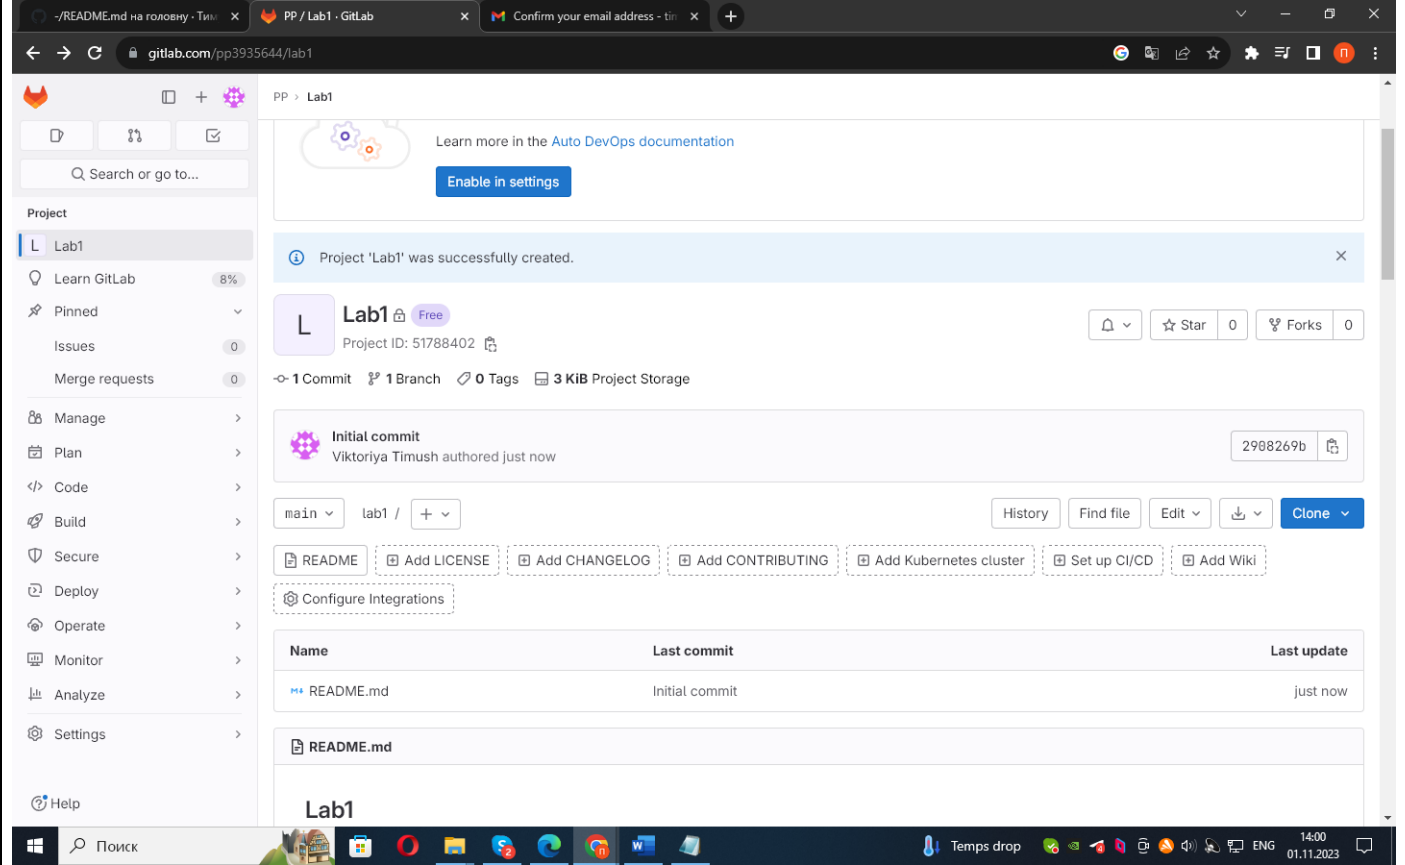 -/README.md на головну · Тим
PP / Lab1 · GitLab
Confirm your email address - tin
gitlab.com/pp3935644/lab1
П
PP › Lab1
Learn more in the Auto DevOps documentation
Enable in settings
Search or go to...
Project
L Lab1
Learn GitLab 8%
Pinned
Issues 0
Merge requests 0
Manage
Plan
Code
Build
Secure
Deploy
Operate
Monitor
Analyze
Settings
Help
Project 'Lab1' was successfully created.
L
Lab1 Free
Project ID: 51788402
Star 0
Forks 0
1 Commit 1 Branch 0 Tags 3 KiB Project Storage
Initial commit
Viktoriya Timush authored just now
2908269b
main lab1 / +
History Find file Edit Clone
README Add LICENSE Add CHANGELOG Add CONTRIBUTING Add Kubernetes cluster Set up CI/CD Add Wiki
Configure Integrations
Name Last commit Last update
README.md Initial commit just now
README.md
Lab1
Поиск
Temps drop
ENG
14:00
01.11.2023